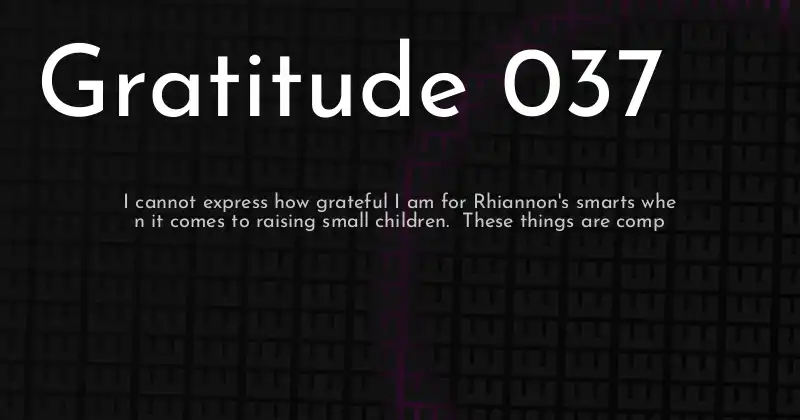 Gratitude 037
I cannot express how grateful I am for Rhiannon's smarts whe
n it comes to raising small children.  These things are comp